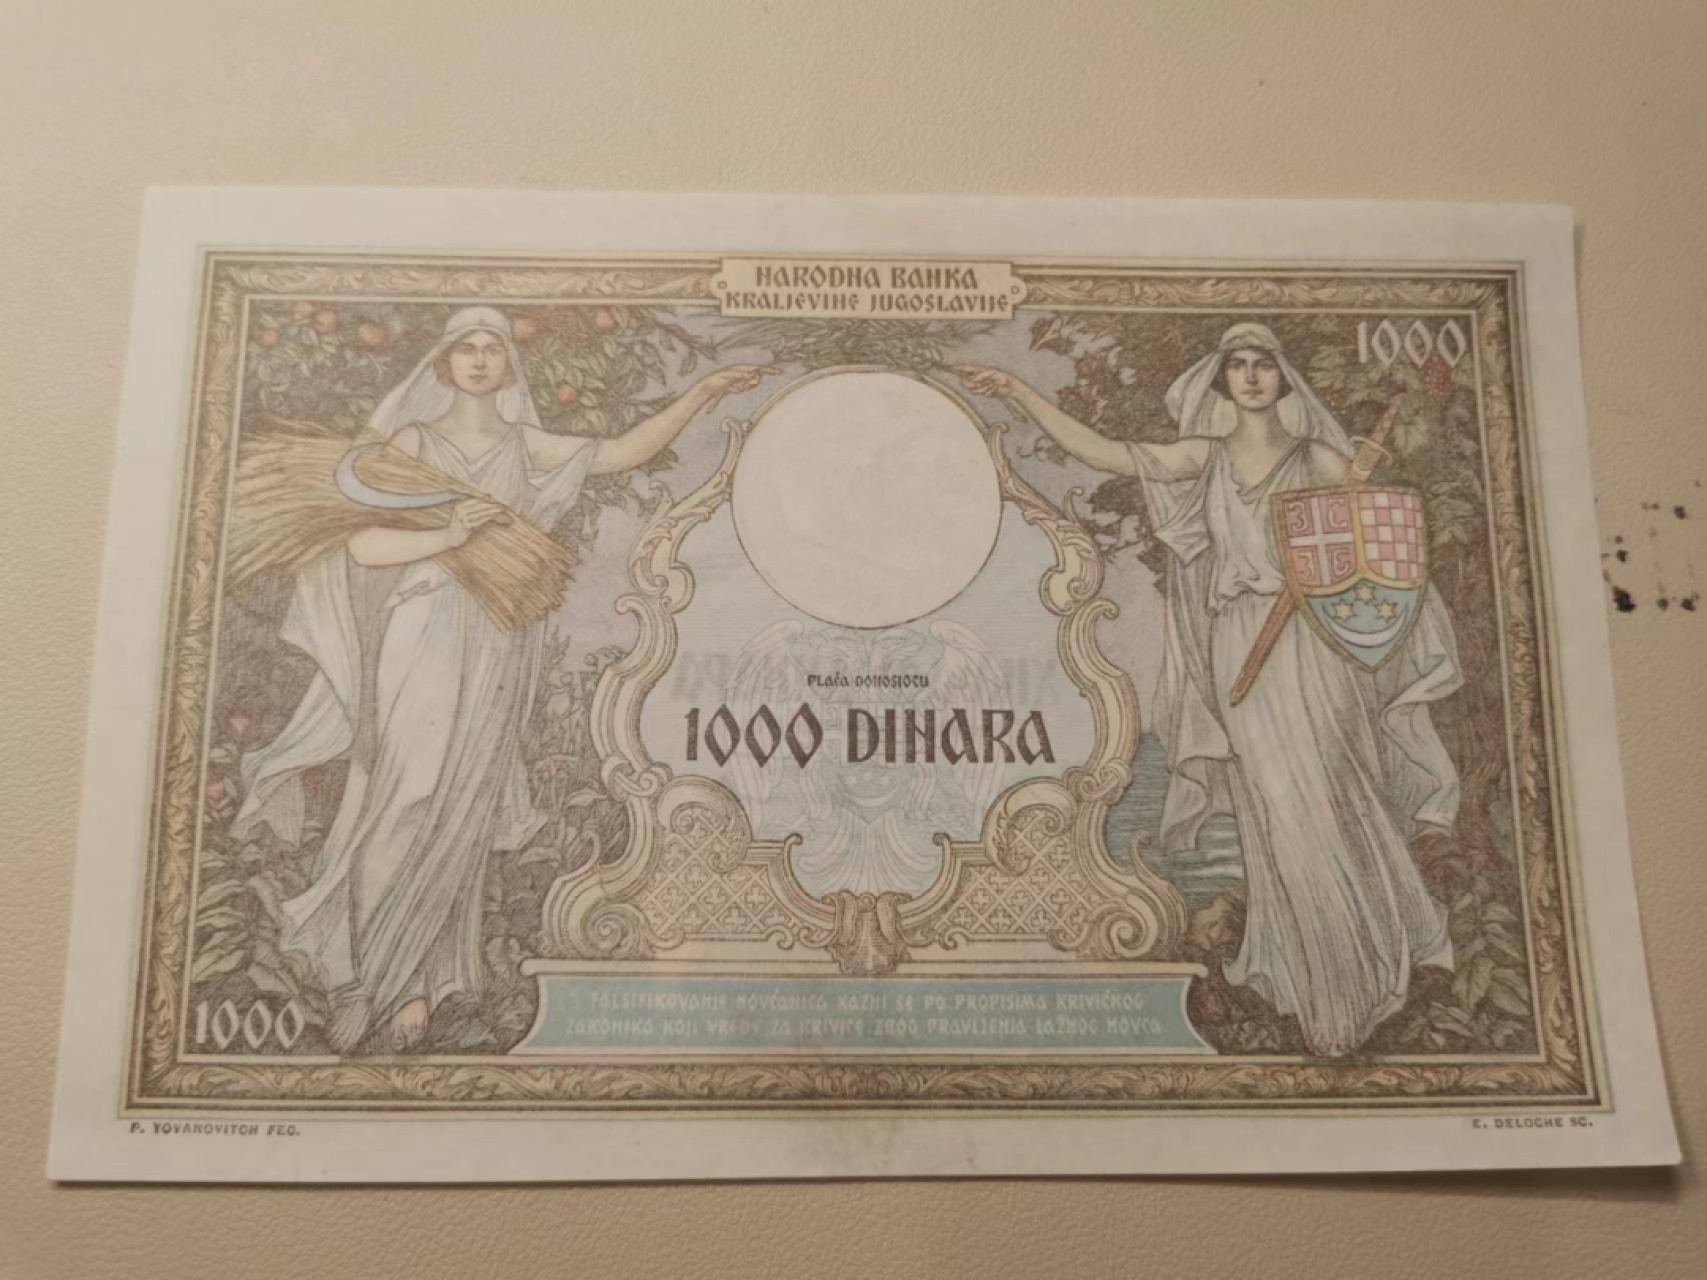 NARODNA BANKA
KRALJEVINE JUGOSLAVIJE
1000
PLAĆA DONOSIOCU
1000 DINARA
FALSIFIKOVANJE NOVČANICA KAZNI SE PO PROPISIMA KRIVIČNOG
ZAKONIKA KOJI VREDE ZA KRIVICE ZBOG PRAVLJENJA LAŽNOG NOVCA
1000
P. YOVANOVITCH FEC.
E. DELOCHE SC.